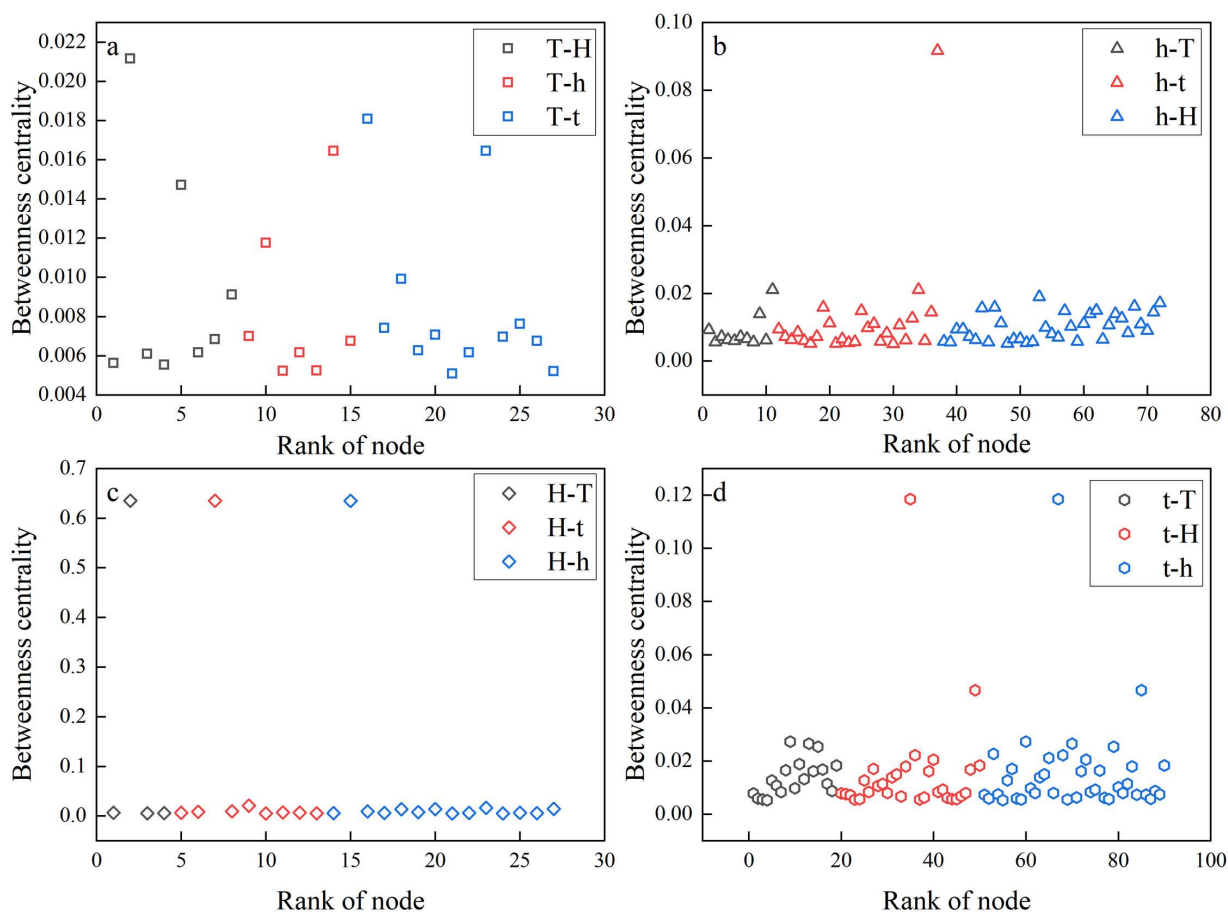 a
T-H
T-h
T-t
0.022
0.020
0.018
0.016
0.014
0.012
0.010
0.008
0.006
0.004
0 5 10 15 20 25 30
Betweenness centrality
Rank of node
b
h-T
h-t
h-H
0.10
0.08
0.06
0.04
0.02
0.00
0 10 20 30 40 50 60 70 80
Betweenness centrality
Rank of node
c
H-T
H-t
H-h
0.7
0.6
0.5
0.4
0.3
0.2
0.1
0.0
0 5 10 15 20 25 30
Betweenness centrality
Rank of node
d
t-T
t-H
t-h
0.12
0.10
0.08
0.06
0.04
0.02
0.00
0 20 40 60 80 100
Betweenness centrality
Rank of node